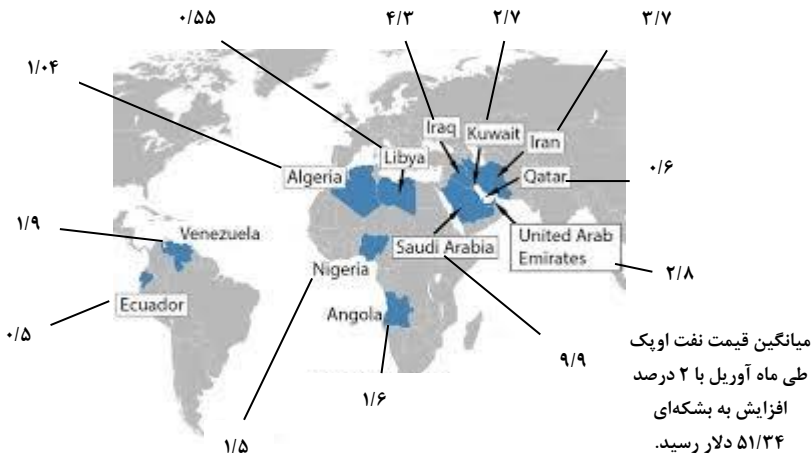 ۰/۵۵
۴/۳
۲/۷
۳/۷
۱/۰۴
Iraq
Kuwait
Iran
Libya
Algeria
Qatar
۰/۶
۱/۹
Venezuela
Saudi Arabia
United Arab
Emirates
Nigeria
۲/۸
Ecuador
Angola
۰/۵
۹/۹
۱/۶
۱/۵
میانگین قیمت نفت اوپک
طی ماه آوریل با ۲ درصد
افزایش به بشکه‌ای
۵۱/۳۴ دلار رسید.